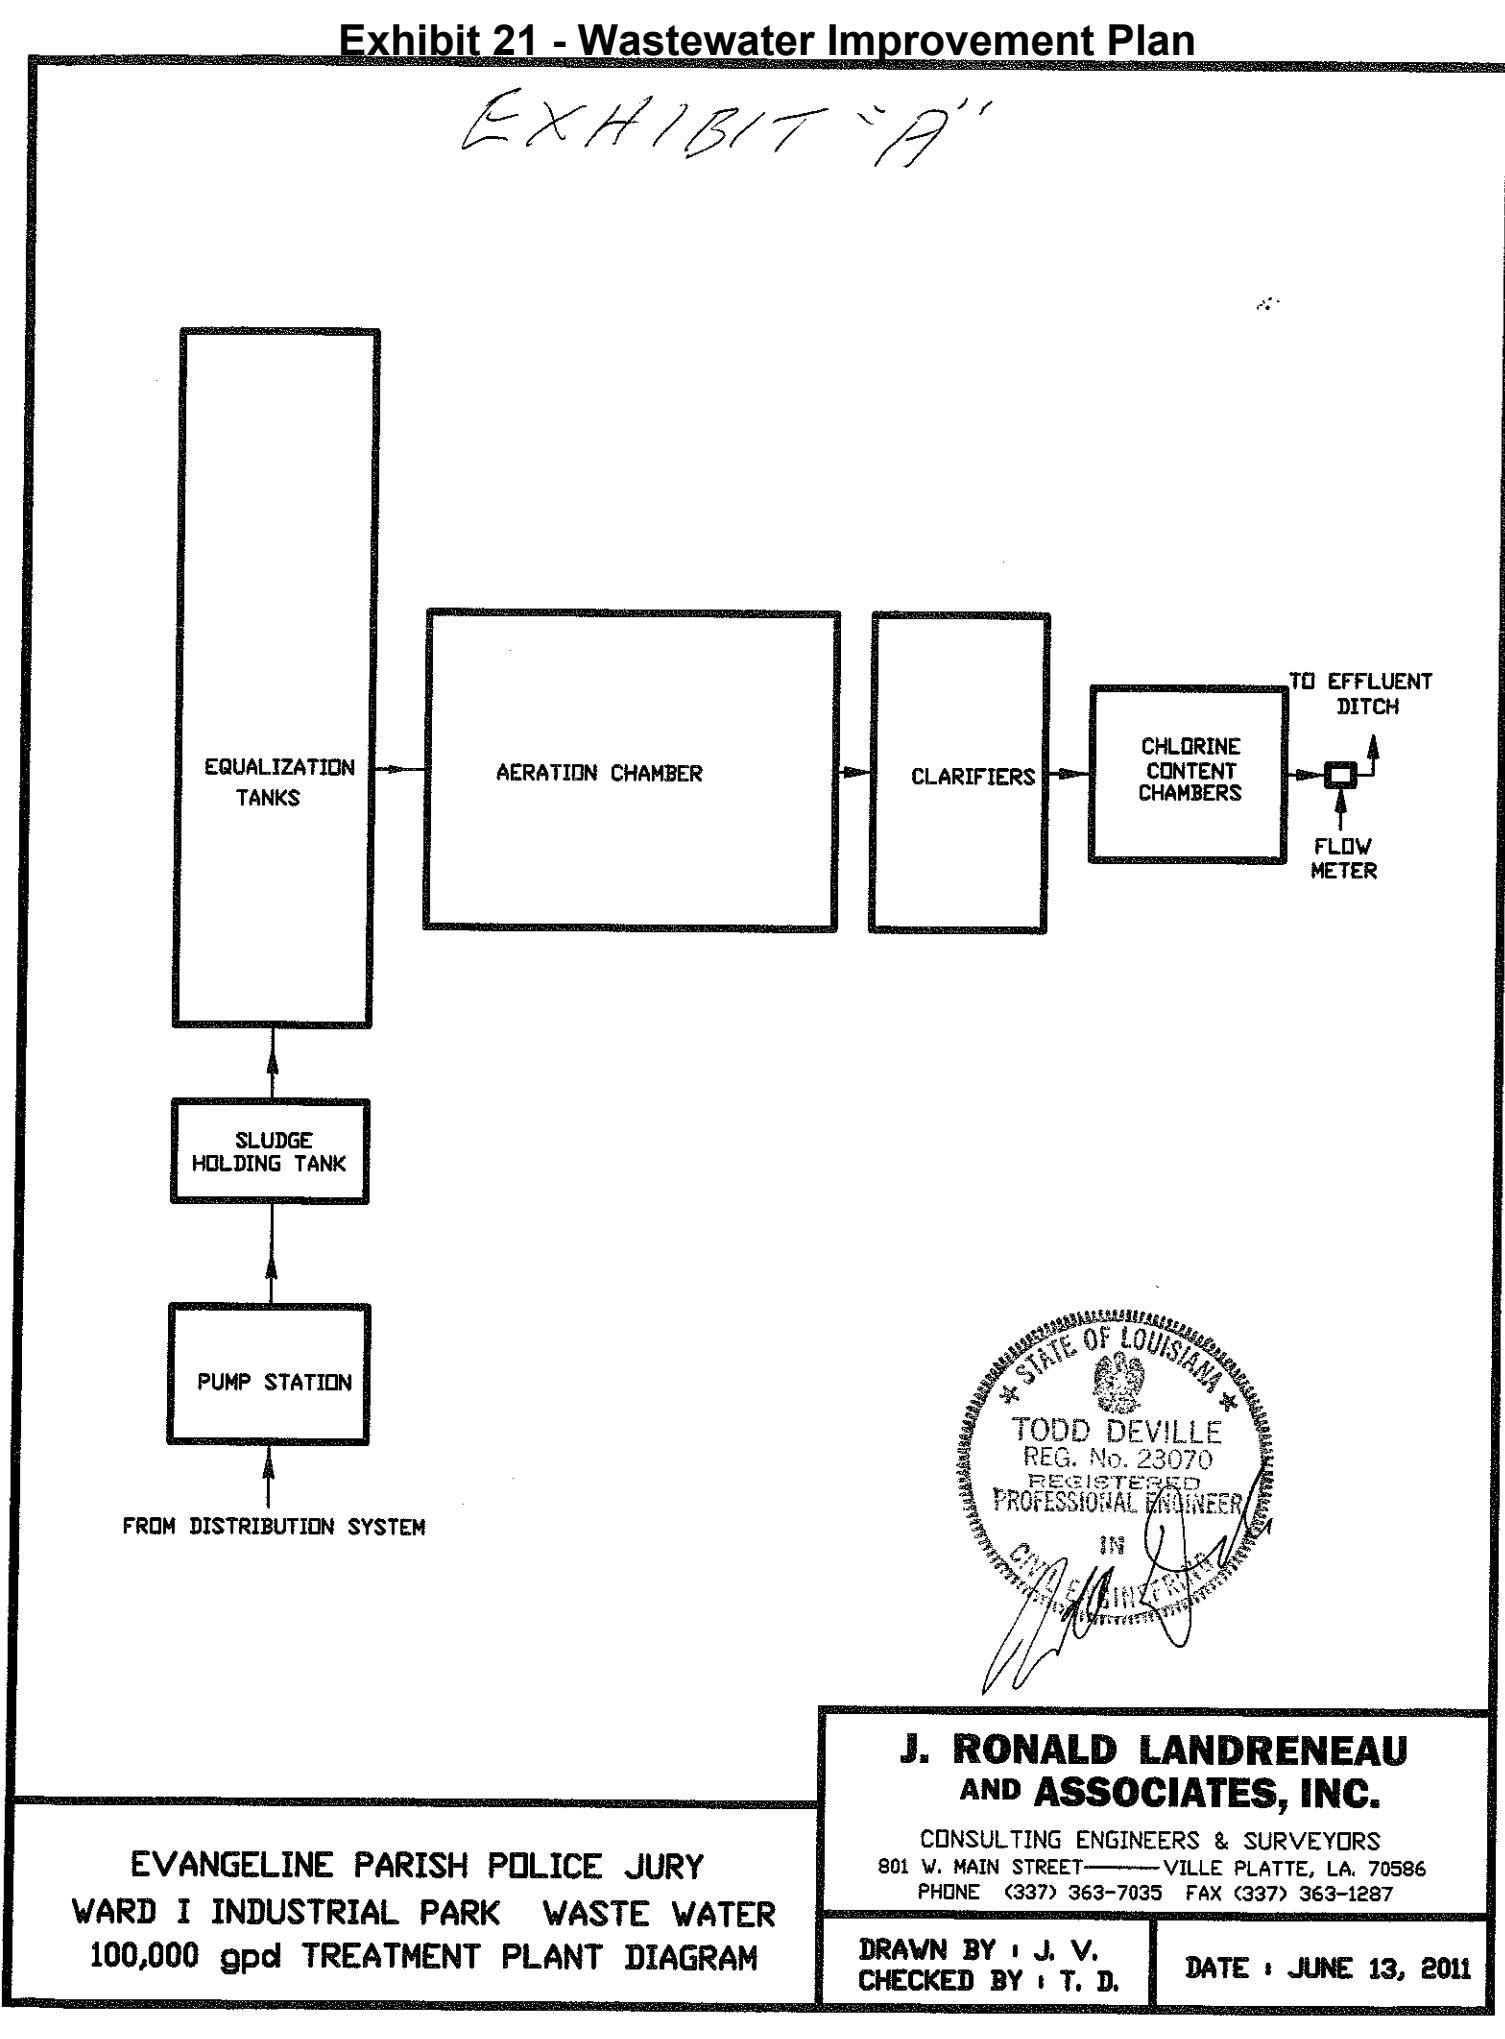 Exhibit 21 - Wastewater Improvement Plan
EXHIBIT "A"
EQUALIZATION
TANKS
AERATION CHAMBER
CLARIFIERS
CHLORINE
CONTENT
CHAMBERS
TO EFFLUENT
DITCH
FLOW
METER
SLUDGE
HOLDING TANK
PUMP STATION
FROM DISTRIBUTION SYSTEM
STATE OF LOUISIANA
TODD DEVILLE
REG. No. 23070
REGISTERED
PROFESSIONAL ENGINEER
IN
CIVIL ENGINEERING
J. RONALD LANDRENEAU
AND ASSOCIATES, INC.
CONSULTING ENGINEERS & SURVEYORS
801 W. MAIN STREET———VILLE PLATTE, LA. 70586
PHONE (337) 363-7035 FAX (337) 363-1287
EVANGELINE PARISH POLICE JURY
WARD I INDUSTRIAL PARK WASTE WATER
100,000 gpd TREATMENT PLANT DIAGRAM
DRAWN BY : J. V.
CHECKED BY : T. D.
DATE : JUNE 13, 2011